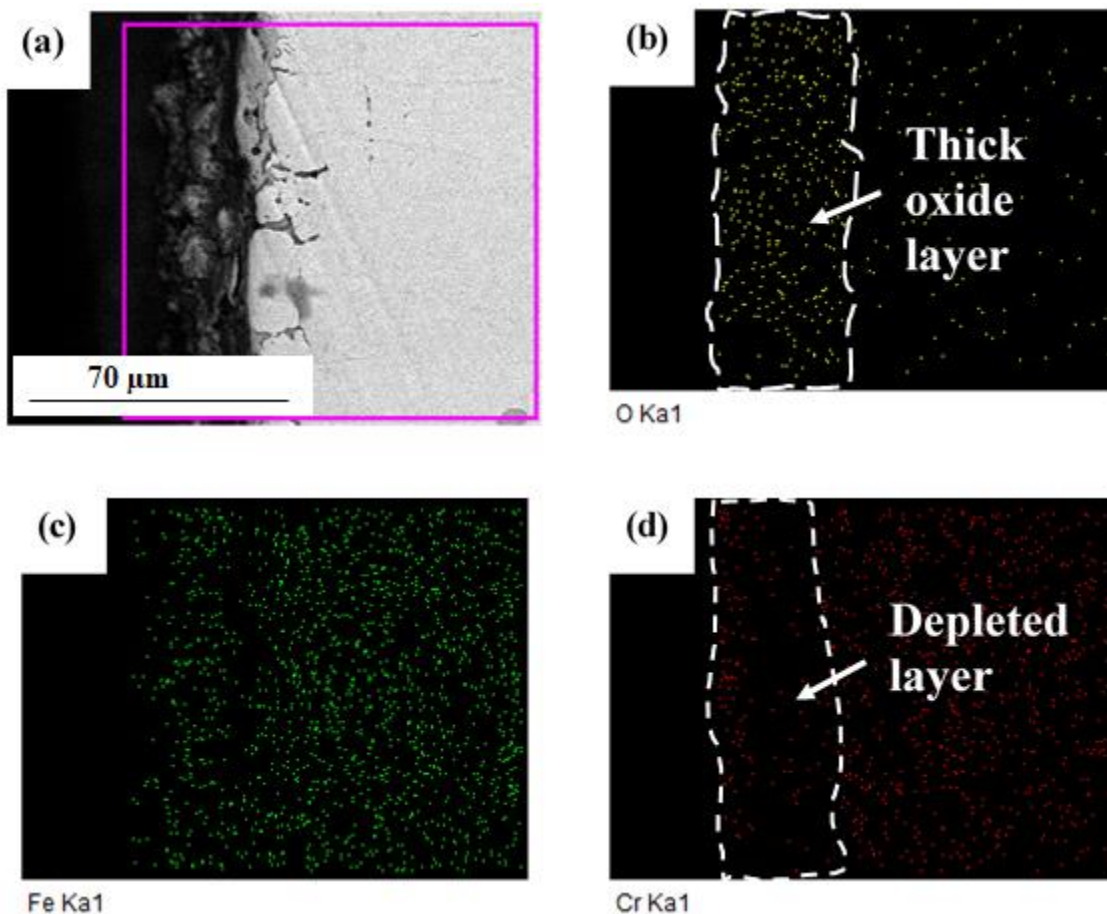 (a)
70 μm
(b)
Thick
oxide
layer
O Ka1
(c)
Fe Ka1
(d)
Depleted
layer
Cr Ka1